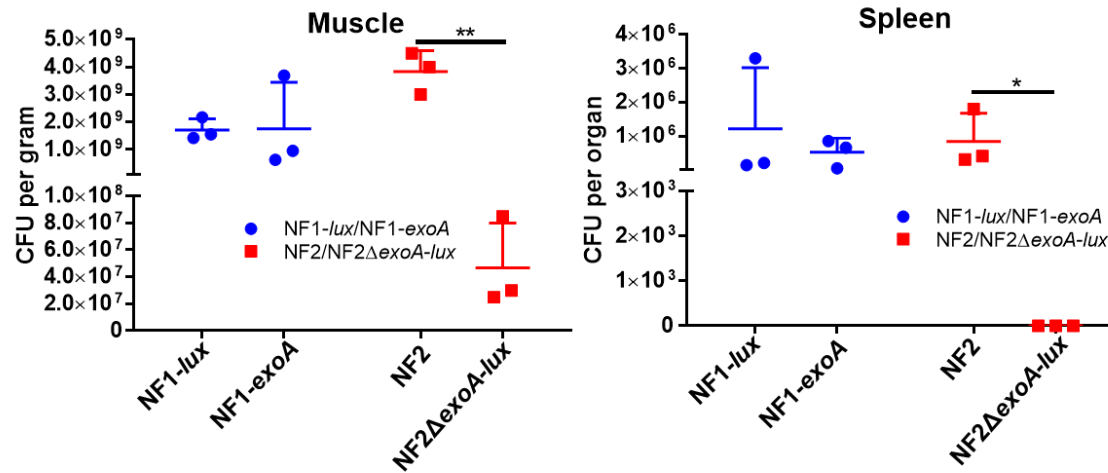 Muscle
CFU per gram
5.0×10⁹
4.0×10⁹
3.0×10⁹
2.0×10⁹
1.0×10⁹
1.0×10⁸
8.0×10⁷
6.0×10⁷
4.0×10⁷
2.0×10⁷
0
**
NF1-lux/NF1-exoA
NF2/NF2ΔexoA-lux
NF1-lux
NF1-exoA
NF2
NF2ΔexoA-lux
Spleen
CFU per organ
4×10⁶
3×10⁶
2×10⁶
1×10⁶
3×10³
2×10³
1×10³
0
*
NF1-lux/NF1-exoA
NF2/NF2ΔexoA-lux
NF1-lux
NF1-exoA
NF2
NF2ΔexoA-lux